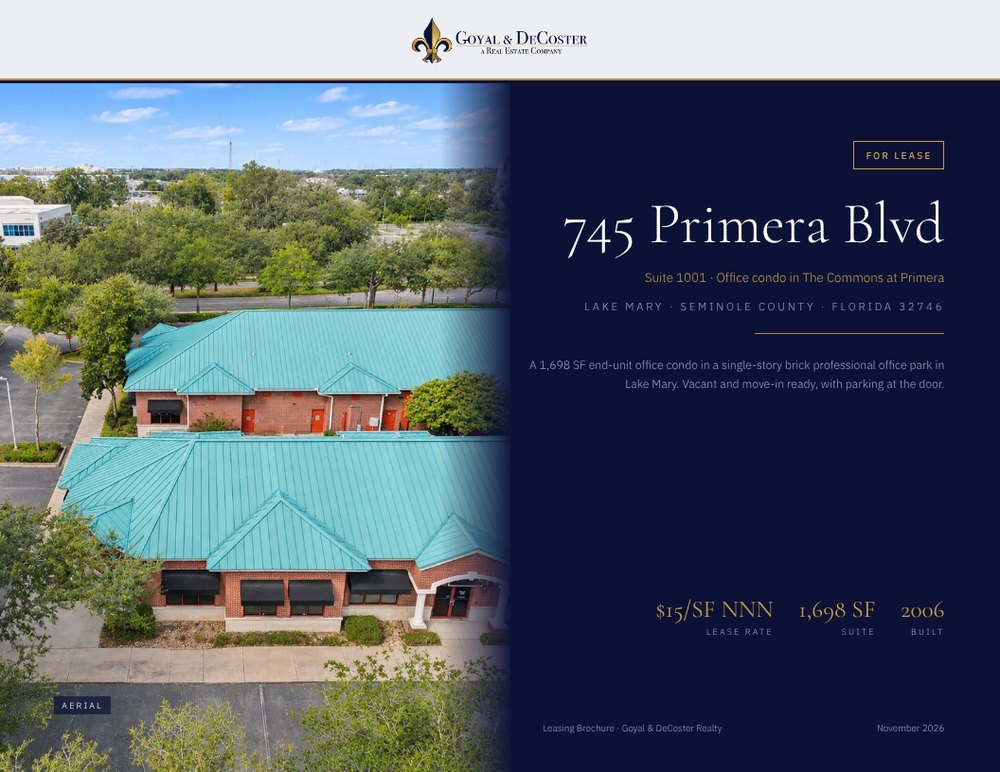 GOYAL & DECOSTER
A REAL ESTATE COMPANY
FOR LEASE
745 Primera Blvd
Suite 1001 · Office condo in The Commons at Primera
LAKE MARY · SEMINOLE COUNTY · FLORIDA 32746
A 1,698 SF end-unit office condo in a single-story brick professional office park in
Lake Mary. Vacant and move-in ready, with parking at the door.
$15/SF NNN
LEASE RATE
1,698 SF
SUITE
2006
BUILT
AERIAL
Leasing Brochure · Goyal & DeCoster Realty
November 2026